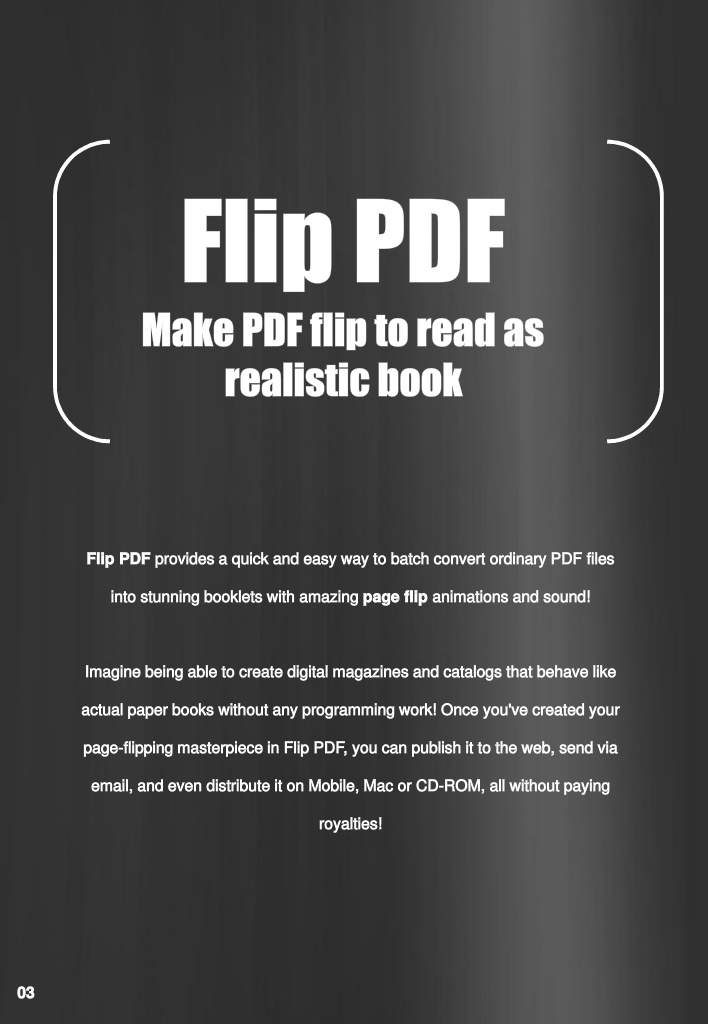 Flip PDF
Make PDF flip to read as
realistic book
Flip PDF provides a quick and easy way to batch convert ordinary PDF files
into stunning booklets with amazing page flip animations and sound!
Imagine being able to create digital magazines and catalogs that behave like
actual paper books without any programming work! Once you've created your
page-flipping masterpiece in Flip PDF, you can publish it to the web, send via
email, and even distribute it on Mobile, Mac or CD-ROM, all without paying
royalties!
03